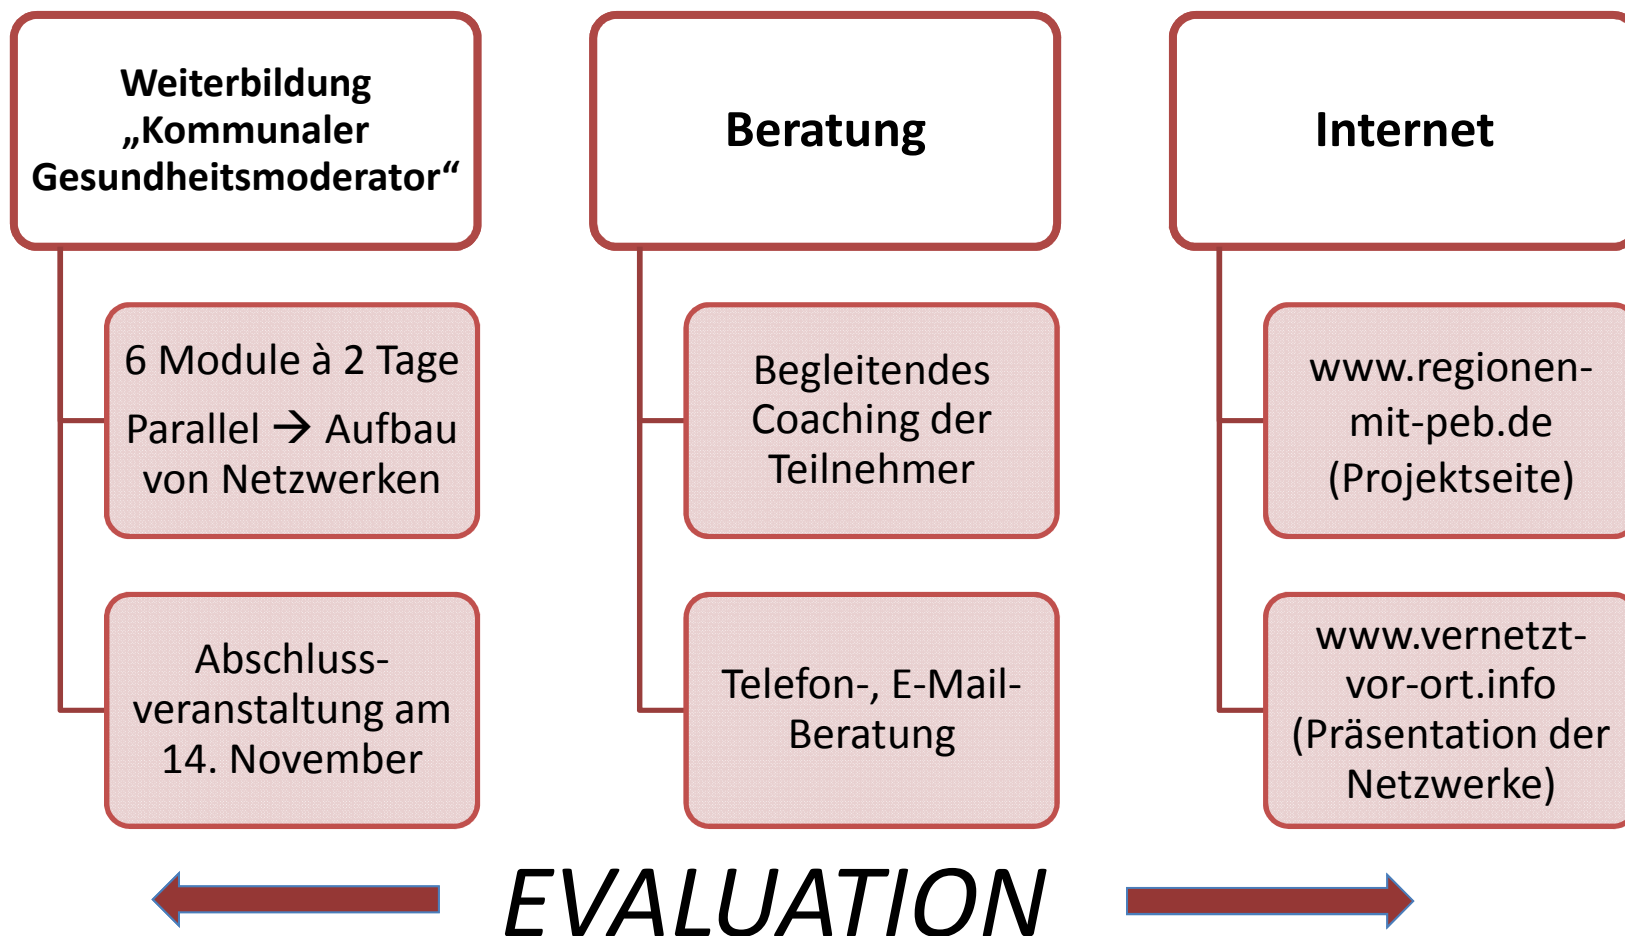 Weiterbildung
„Kommunaler
Gesundheitsmoderator“
6 Module à 2 Tage
Parallel → Aufbau
von Netzwerken
Abschluss-
veranstaltung am
14. November
Beratung
Begleitendes
Coaching der
Teilnehmer
Telefon-, E-Mail-
Beratung
Internet
www.regionen-
mit-peb.de
(Projektseite)
www.vernetzt-
vor-ort.info
(Präsentation der
Netzwerke)
EVALUATION